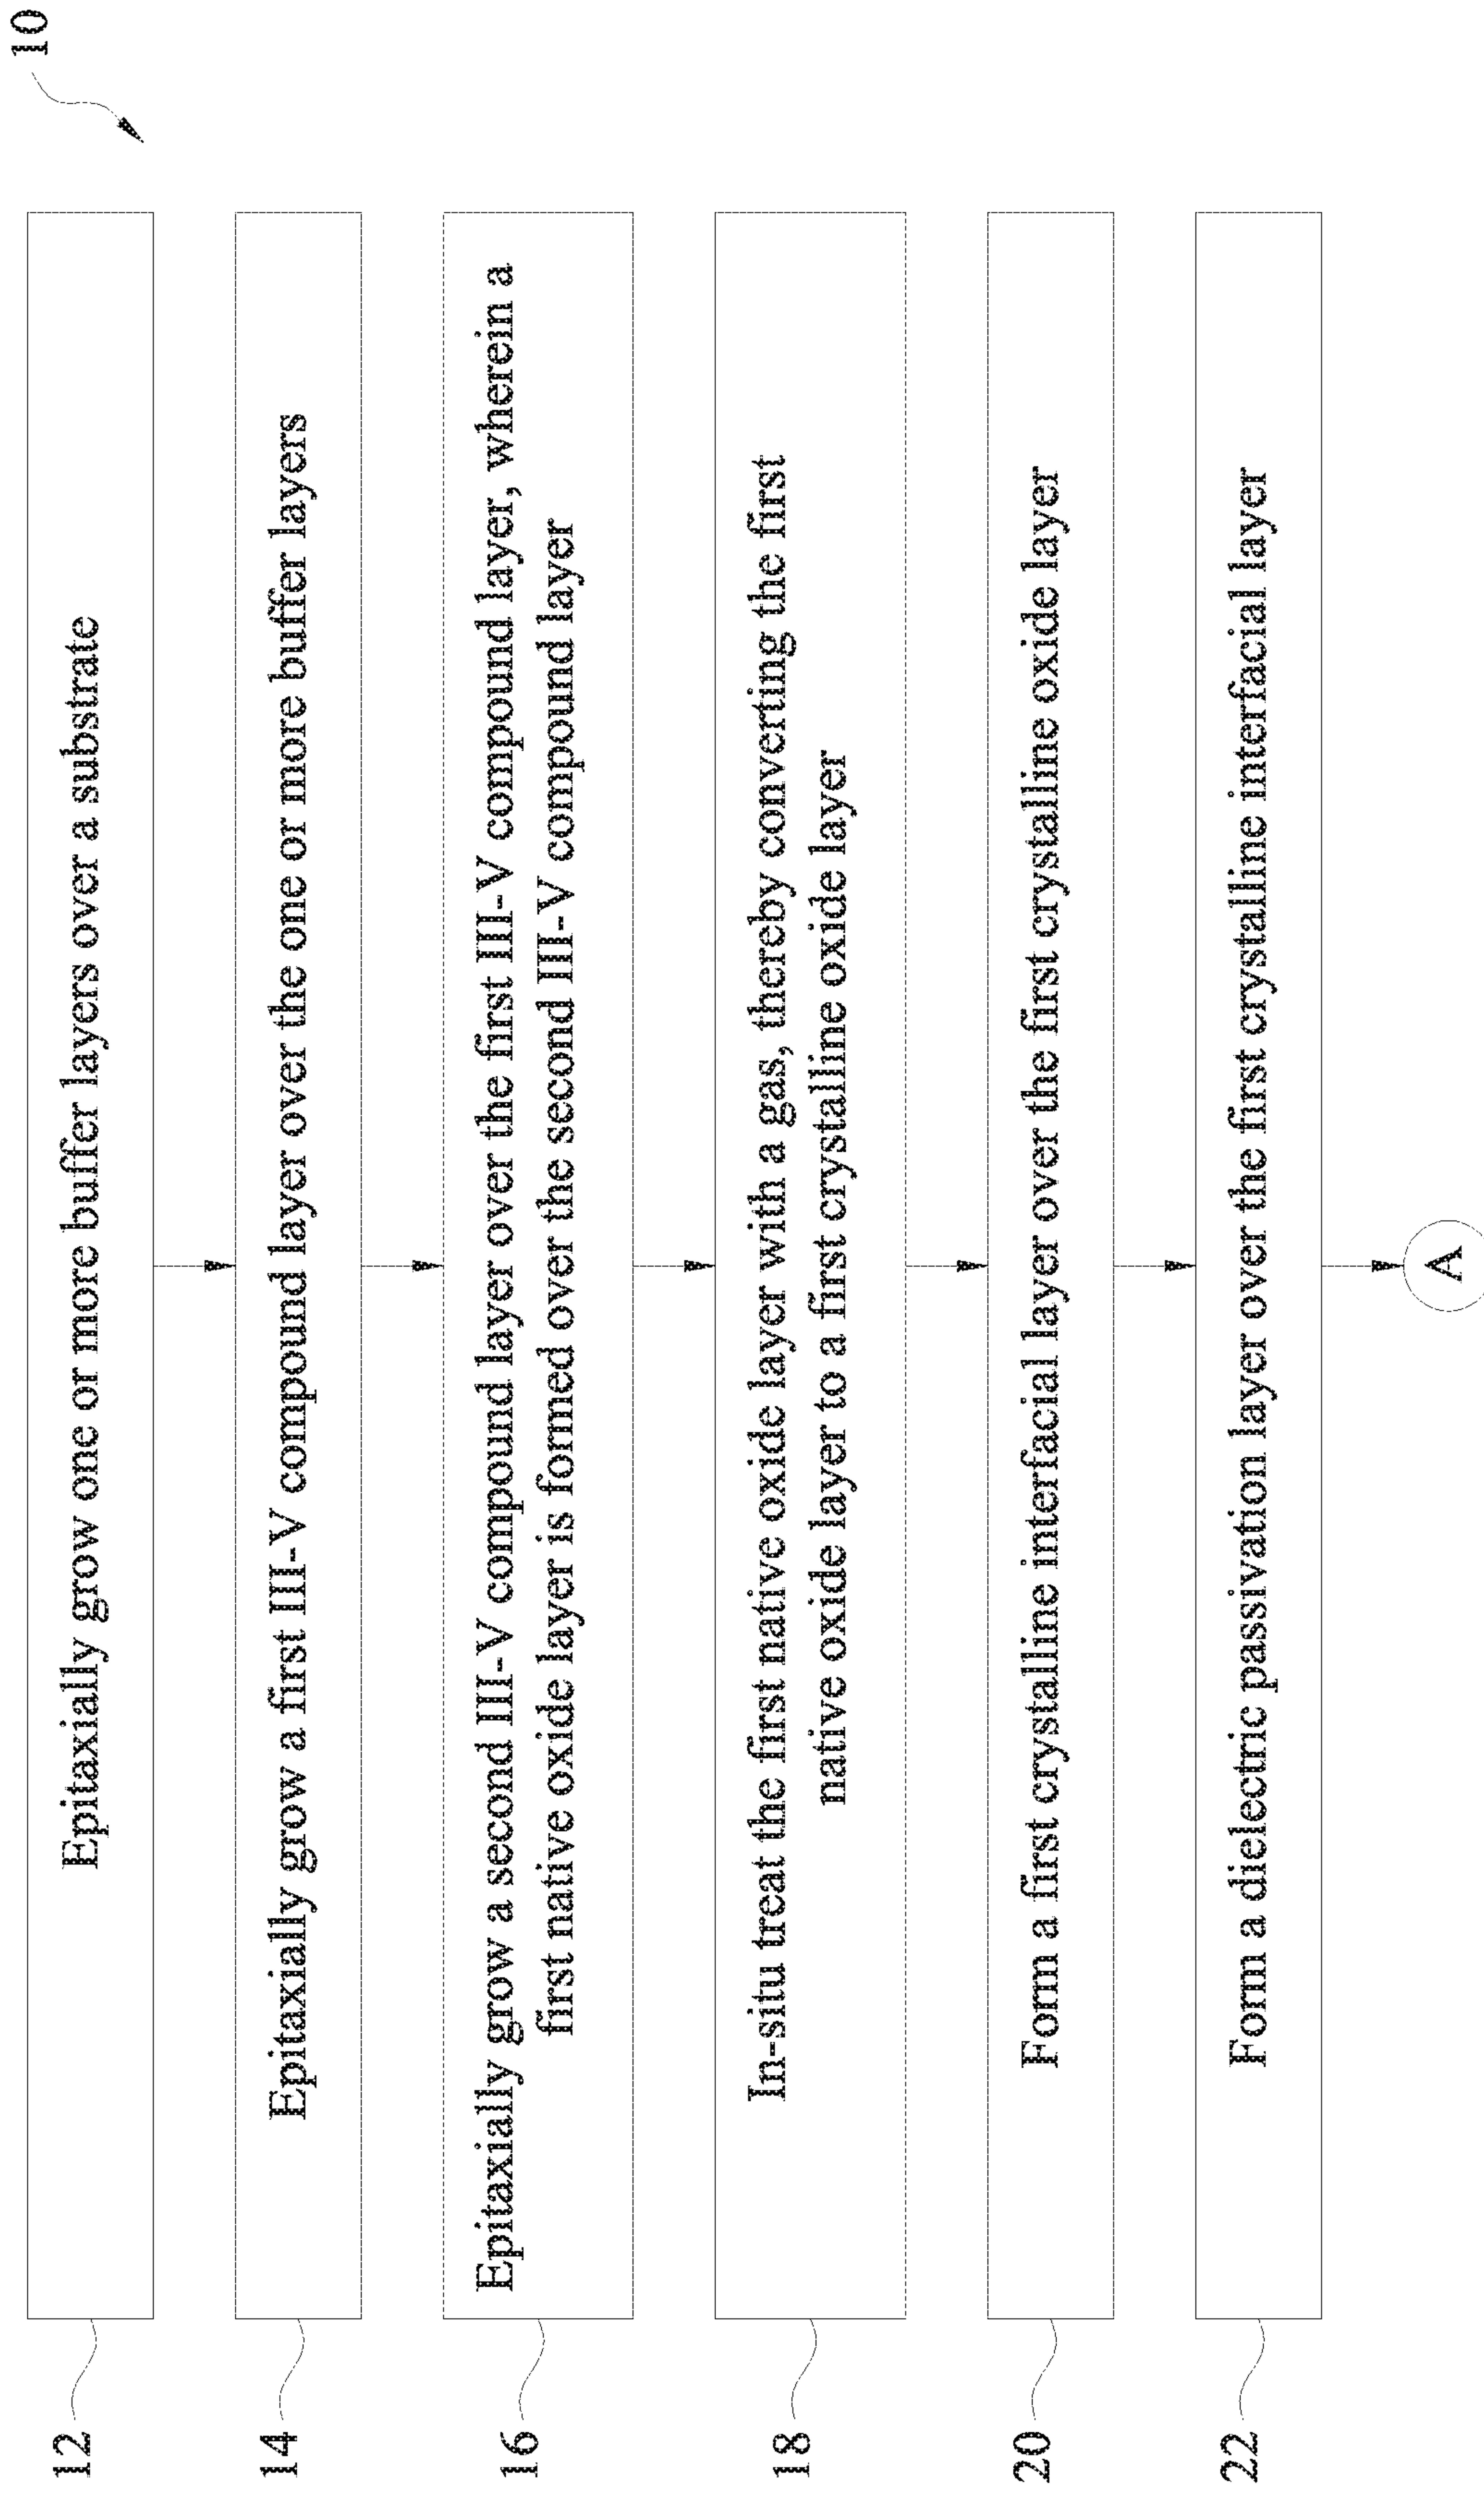 10
12
Epitaxially grow one or more buffer layers over a substrate
14
Epitaxially grow a first III-V compound layer over the one or more buffer layers
16
Epitaxially grow a second III-V compound layer over the first III-V compound layer, wherein a
first native oxide layer is formed over the second III-V compound layer
18
In-situ treat the first native oxide layer with a gas, thereby converting the first
native oxide layer to a first crystalline oxide layer
20
Form a first crystalline interfacial layer over the first crystalline oxide layer
22
Form a dielectric passivation layer over the first crystalline interfacial layer
A